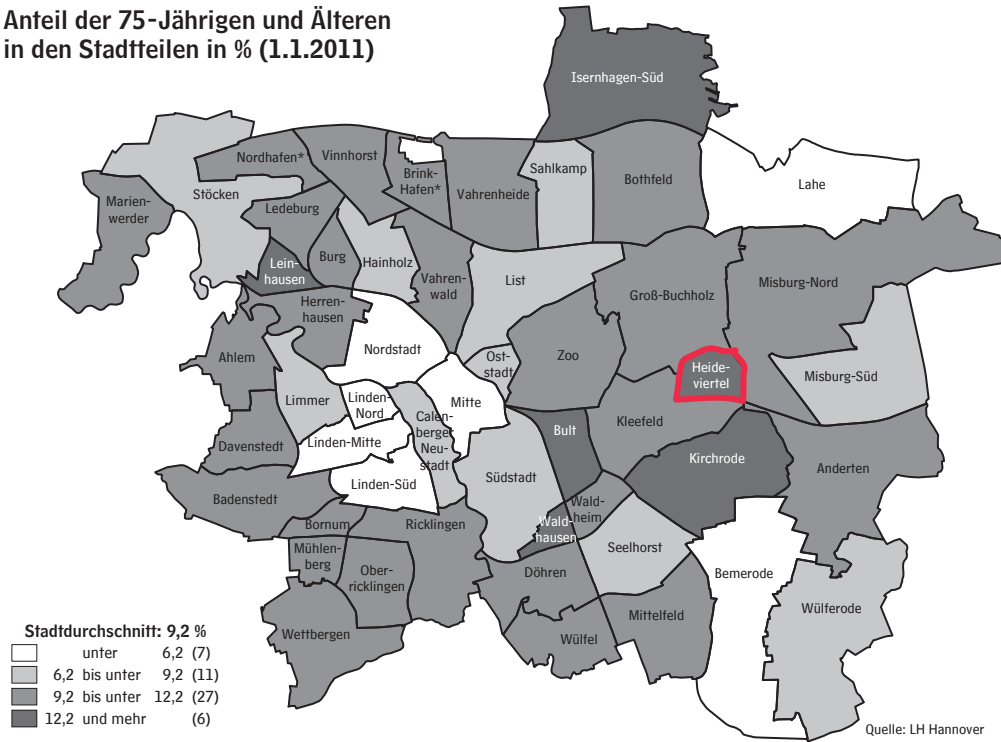 Anteil der 75-Jährigen und Älteren
in den Stadtteilen in % (1.1.2011)
Isernhagen-Süd
Nordhafen*
Vinnhorst
Brink-
Hafen*
Vahrenheide
Sahlkamp
Bothfeld
Lahe
Marien-
werder
Stöcken
Ledeburg
Lein-
hausen
Burg
Hainholz
Vahren-
wald
List
Groß-Buchholz
Misburg-Nord
Herren-
hausen
Ahlem
Nordstadt
Ost-
stadt
Zoo
Heide-
viertel
Misburg-Süd
Limmer
Linden-
Nord
Mitte
Calen-
berger
Neu-
stadt
Bult
Kleefeld
Davenstedt
Linden-Mitte
Kirchrode
Anderten
Badenstedt
Linden-Süd
Südstadt
Bornum
Ricklingen
Wald-
hausen
Wald-
heim
Seelhorst
Mühlen-
berg
Ober-
ricklingen
Döhren
Bemerode
Wülferode
Wettbergen
Wülfel
Mittelfeld
Stadtdurchschnitt: 9,2 %
unter 6,2 (7)
6,2 bis unter 9,2 (11)
9,2 bis unter 12,2 (27)
12,2 und mehr (6)
Quelle: LH Hannover